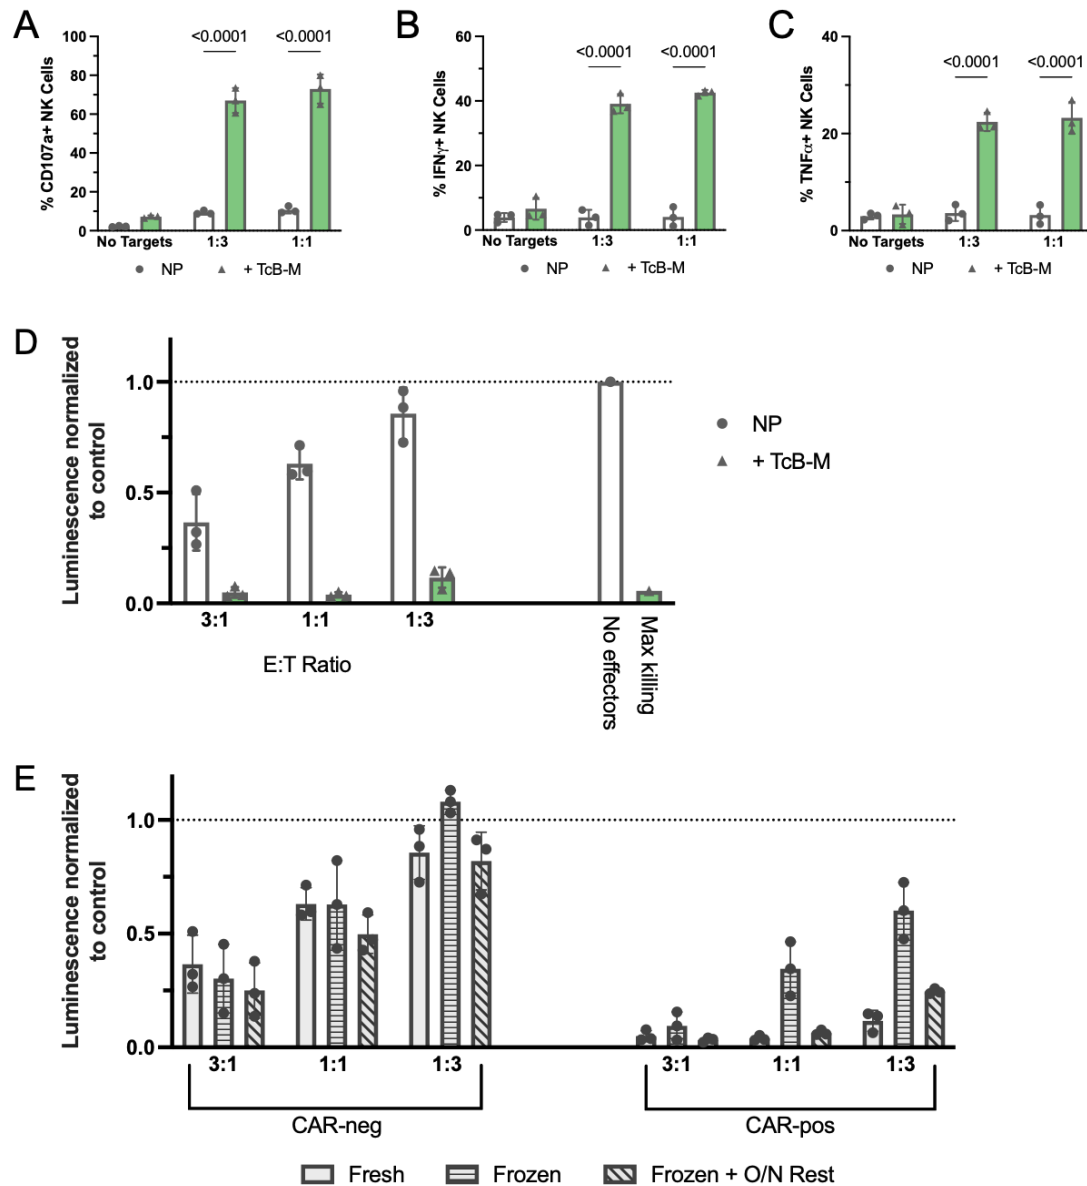 A
% CD107a+ NK Cells
100
80
60
40
20
0
<0.0001
<0.0001
No Targets
1:3
1:1
NP
+ TcB-M
B
% IFNγ+ NK Cells
60
40
20
0
<0.0001
<0.0001
No Targets
1:3
1:1
NP
+ TcB-M
C
% TNFα+ NK Cells
40
20
0
<0.0001
<0.0001
No Targets
1:3
1:1
NP
+ TcB-M
D
Luminescence normalized
to control
1.0
0.5
0.0
3:1
1:1
1:3
No effectors
Max killing
E:T Ratio
NP
+ TcB-M
E
Luminescence normalized
to control
1.0
0.5
0.0
3:1
1:1
1:3
3:1
1:1
1:3
CAR-neg
CAR-pos
Fresh
Frozen
Frozen + O/N Rest